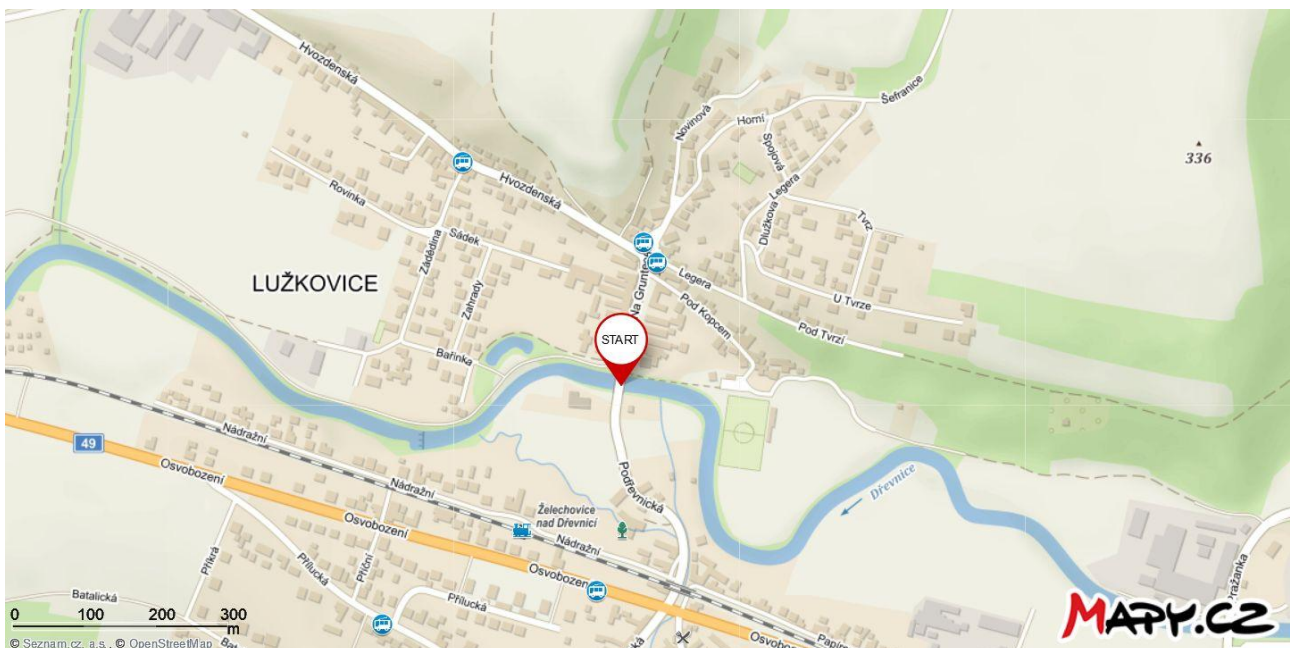 Hvozdenská
Šefranice
Novinová
Horní
Spojová
336
Hvozdenská
Rovinka
Legera
Dlužkova
Tvrz
Sádek
Zádědina
LUŽKOVICE
Zahrady
Legera
U Tvrze
Pod Kopcem
Pod Tvrzí
START
Bařinka
Nádražní
49
Osvobození
Nádražní
Podřevnická
Dřevnice
Osvobození
Želechovice
nad Dřevnicí
Nádražní
Příkrá
Příční
Přílucká
Osvobození
Batalická
Přílucká
0 100 200 300
m
MAPY.CZ
© Seznam.cz, a.s., © OpenStreetMap